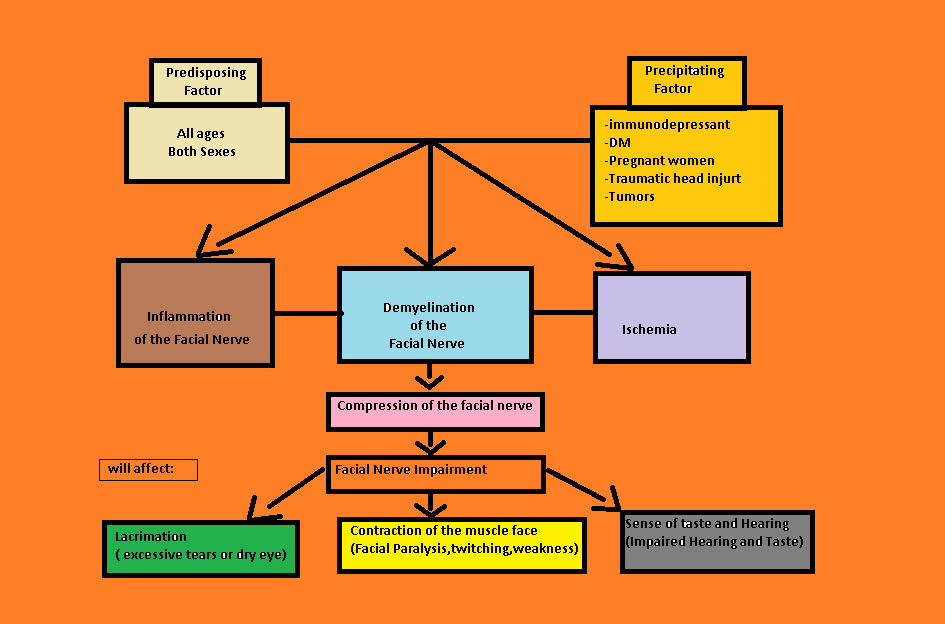 Predisposing
Factor
All ages
Both Sexes
Precipitating
Factor
-immunodepressant
-DM
-Pregnant women
-Traumatic head injurt
-Tumors
Inflammation
of the Facial Nerve
Demyelination
of the
Facial Nerve
Ischemia
Compression of the facial nerve
will affect:
Facial Nerve Impairment
Lacrimation
( excessive tears or dry eye)
Contraction of the muscle face
(Facial Paralysis,twitching,weakness)
Sense of taste and Hearing
(Impaired Hearing and Taste)